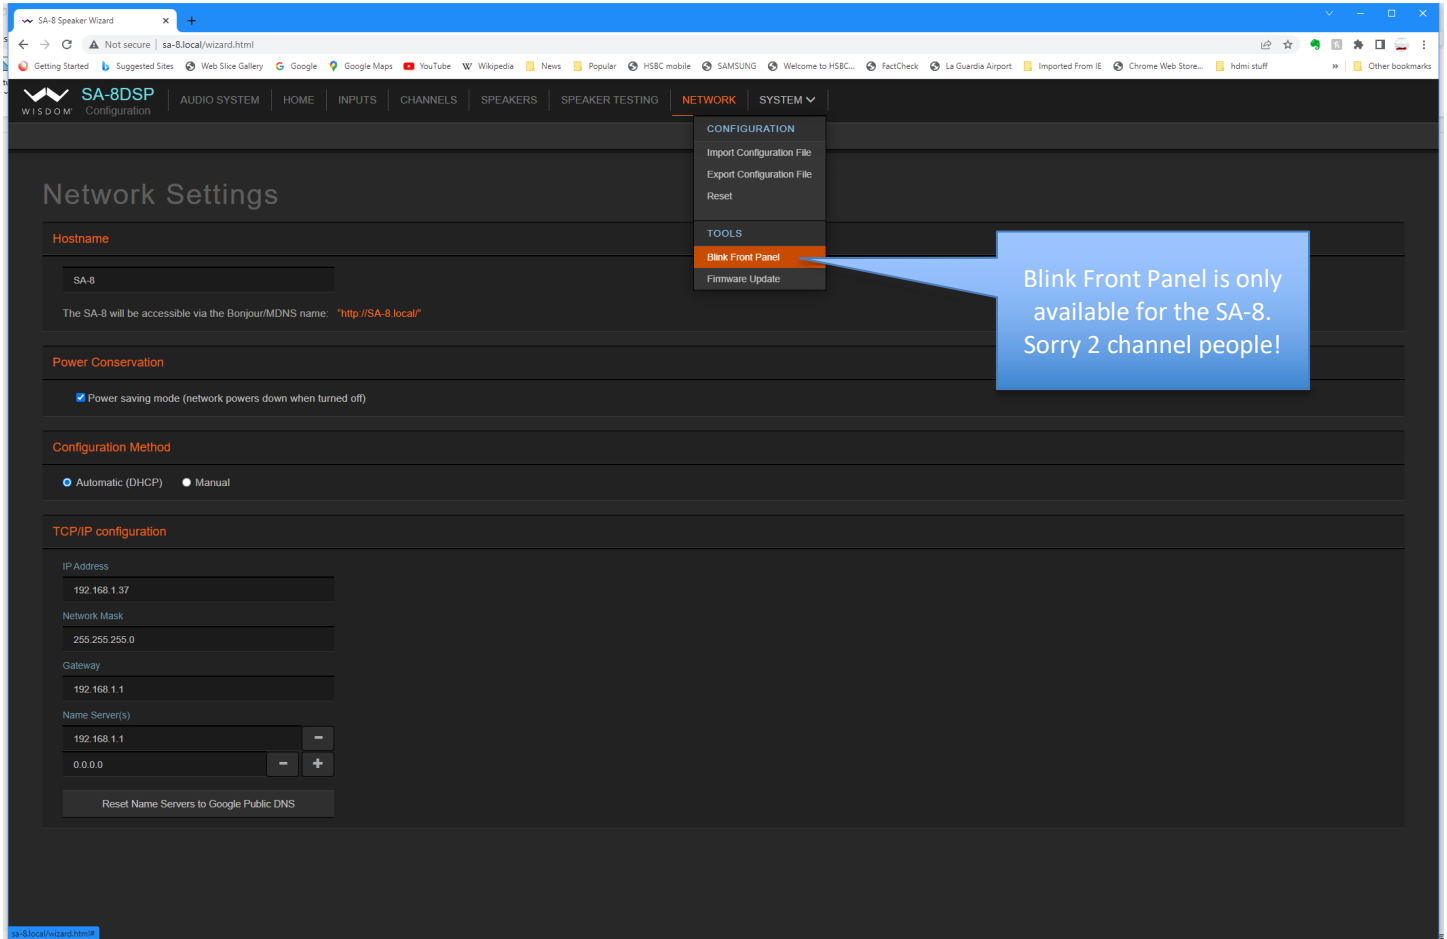 SA-8 Speaker Wizard
Not secure | sa-8.local/wizard.html
Getting Started Suggested Sites Web Slice Gallery Google Google Maps YouTube Wikipedia News Popular HSBC mobile SAMSUNG Welcome to HSBC... FactCheck La Guardia Airport Imported From IE Chrome Web Store... hdmi stuff » Other bookmarks
WISDOM SA-8DSP Configuration
AUDIO SYSTEM HOME INPUTS CHANNELS SPEAKERS SPEAKER TESTING NETWORK SYSTEM
CONFIGURATION
Import Configuration File
Export Configuration File
Reset
TOOLS
Blink Front Panel
Firmware Update
Blink Front Panel is only
available for the SA-8.
Sorry 2 channel people!
Network Settings
Hostname
SA-8
The SA-8 will be accessible via the Bonjour/MDNS name: "http://SA-8.local/"
Power Conservation
Power saving mode (network powers down when turned off)
Configuration Method
Automatic (DHCP) Manual
TCP/IP configuration
IP Address
192.168.1.37
Network Mask
255.255.255.0
Gateway
192.168.1.1
Name Server(s)
192.168.1.1
0.0.0.0
Reset Name Servers to Google Public DNS
sa-8.local/wizard.html#